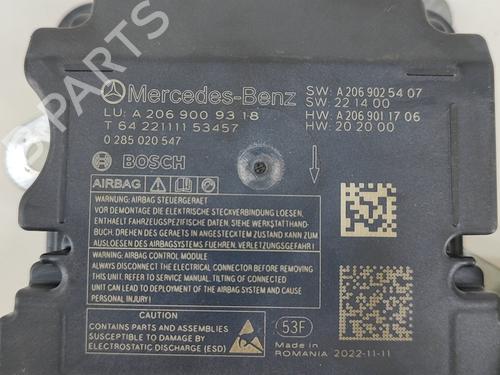 Mercedes-Benz
LU: A 206 900 93 18
T 64 221111 53457
0 285 020 547
BOSCH
SW: A 206 902 54 07
SW: 22 14 00
HW: A 206 901 17 06
HW: 20 20 00
AIRBAG
WARNUNG: AIRBAG STEUERGERAET
VOR DEMONTAGE DIE ELEKTRISCHE STECKVERBINDUNG LOESEN,
ENTHAELT FAHRZEUGSPEZIFISCHE DATEN, SIEHE WERKSTATTHAND-
BUCH. DREHEN DES GERAETS IN ANGESTECKTEM ZUSTAND KANN ZU
AUSLOESEN DES AIRBAGSYSTEMS FUEHREN. VERLETZUNGSGEFAHR!
WARNING: AIRBAG CONTROL MODULE
ALWAYS DISCONNECT THE ELECTRICAL CONNECTOR BEFORE REMOVING
THIS UNIT. REFER TO SERVICE MANUAL. TILTING OF CONNECTED
UNIT CAN LEAD TO DEPLOYMENT OF THE AIRBAG SYSTEM AND CAUSE
PERSONAL INJURY!
CAUTION
CONTAINS PARTS AND ASSEMBLIES
SUSCEPTIBLE TO DAMAGE BY
ELECTROSTATIC DISCHARGE (ESD)
53F
Made in
ROMANIA 2022-11-11